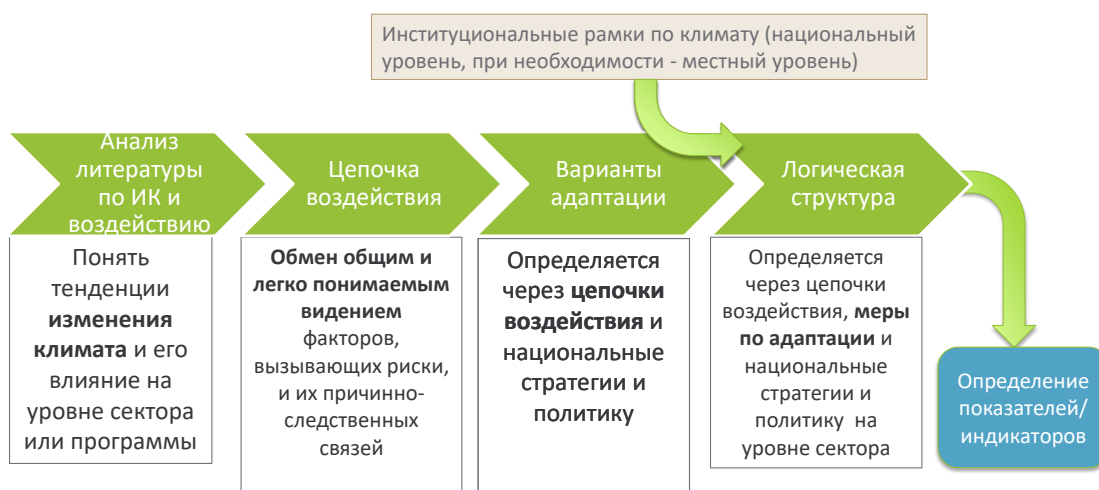 Институциональные рамки по климату (национальный
уровень, при необходимости - местный уровень)
Анализ
литературы
по ИК и
воздействию
Цепочка
воздействия
Варианты
адаптации
Логическая
структура
Понять
тенденции
изменения
климата и его
влияние на
уровне сектора
или программы
Обмен общим и
легко понимаемым
видением
факторов,
вызывающих риски,
и их причинно-
следственных
связей
Определяется
через цепочки
воздействия и
национальные
стратегии и
политику
Определяется
через цепочки
воздействия, меры
по адаптации и
национальные
стратегии и
политику на
уровне сектора
Определение
показателей/
индикаторов